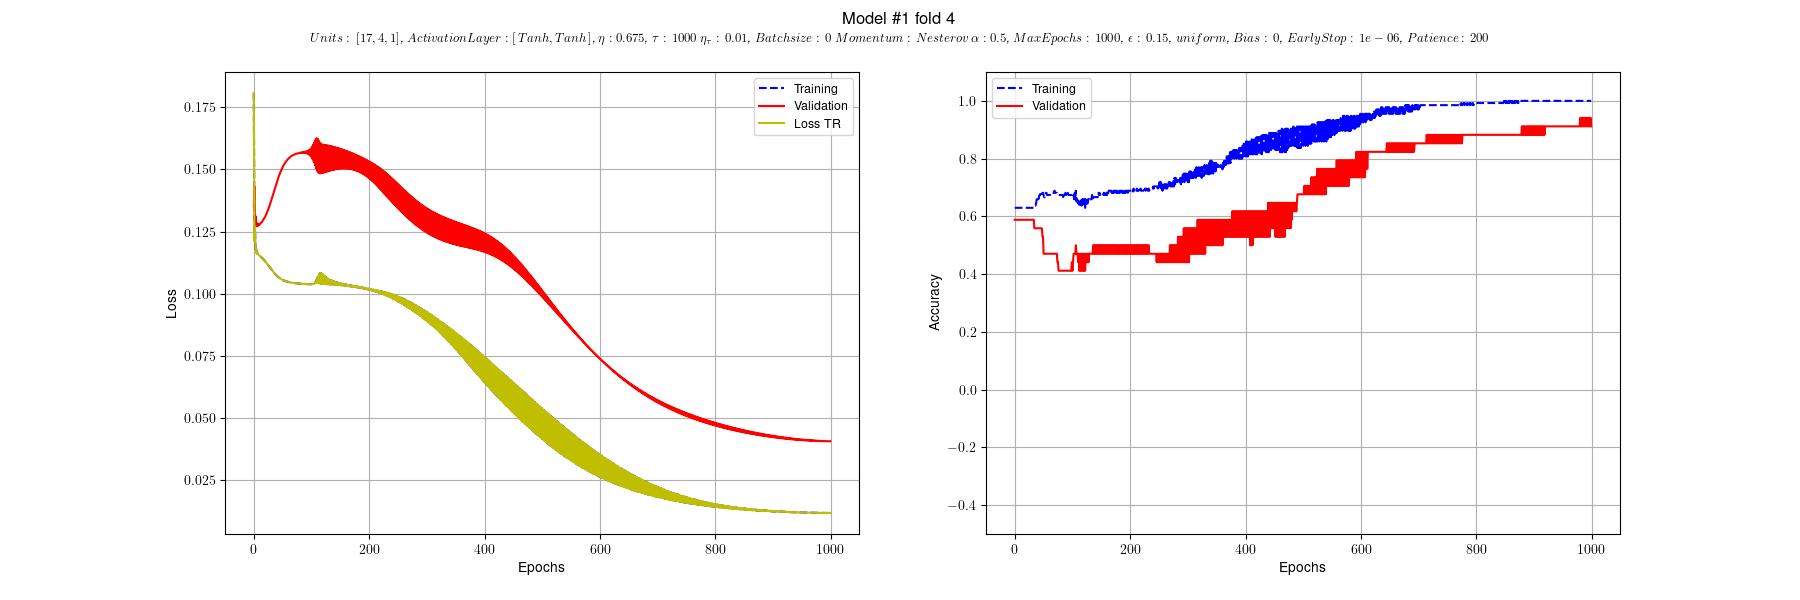 Model #1 fold 4
Units : [17, 4, 1], ActivationLayer : [Tanh, Tanh], η : 0.675, τ : 1000 ητ : 0.01, Batchsize : 0 Momentum : Nesterov α : 0.5, MaxEpochs : 1000, ϵ : 0.15, uniform, Bias : 0, EarlyStop : 1e − 06, Patience : 200
Training
Validation
Loss TR
0.175
0.150
0.125
0.100
0.075
0.050
0.025
Loss
0 200 400 600 800 1000
Epochs
Training
Validation
1.0
0.8
0.6
0.4
0.2
0.0
−0.2
−0.4
Accuracy
0 200 400 600 800 1000
Epochs